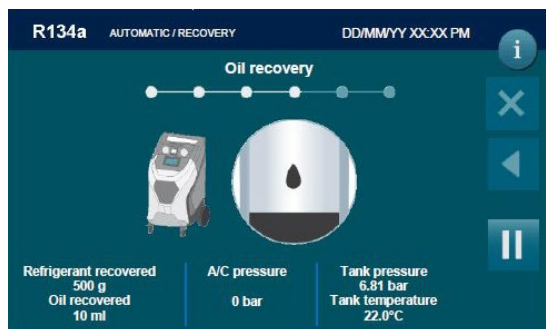 R134a AUTOMATIC / RECOVERY DD/MM/YY XX:XX PM
i
Oil recovery
Refrigerant recovered
500 g
Oil recovered
10 ml
A/C pressure
0 bar
Tank pressure
6.81 bar
Tank temperature
22.0°C